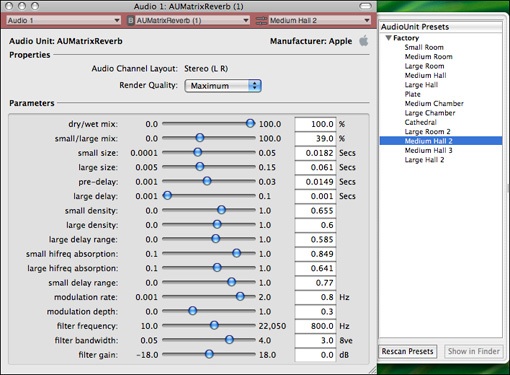 Audio 1: AUMatrixReverb (1)
Audio 1 AUMatrixReverb (1) Medium Hall 2
Audio Unit: AUMatrixReverb Manufacturer: Apple
Properties
Audio Channel Layout: Stereo (L R)
Render Quality: Maximum
Parameters
dry/wet mix: 0.0 100.0 100.0 %
small/large mix: 0.0 100.0 39.0 %
small size: 0.0001 0.05 0.0182 Secs
large size: 0.005 0.15 0.061 Secs
pre-delay: 0.001 0.03 0.0149 Secs
large delay: 0.001 0.1 0.001 Secs
small density: 0.0 1.0 0.655
large density: 0.0 1.0 0.6
large delay range: 0.0 1.0 0.585
small hifreq absorption: 0.1 1.0 0.849
large hifreq absorption: 0.1 1.0 0.641
small delay range: 0.0 1.0 0.77
modulation rate: 0.001 2.0 0.8 Hz
modulation depth: 0.0 1.0 0.3
filter frequency: 10.0 22,050 800.0 Hz
filter bandwidth: 0.05 4.0 3.0 8ve
filter gain: -18.0 18.0 0.0 dB
AudioUnit Presets
Factory
Small Room
Medium Room
Large Room
Medium Hall
Large Hall
Plate
Medium Chamber
Large Chamber
Cathedral
Large Room 2
Medium Hall 2
Medium Hall 3
Large Hall 2
Rescan Presets Show in Finder